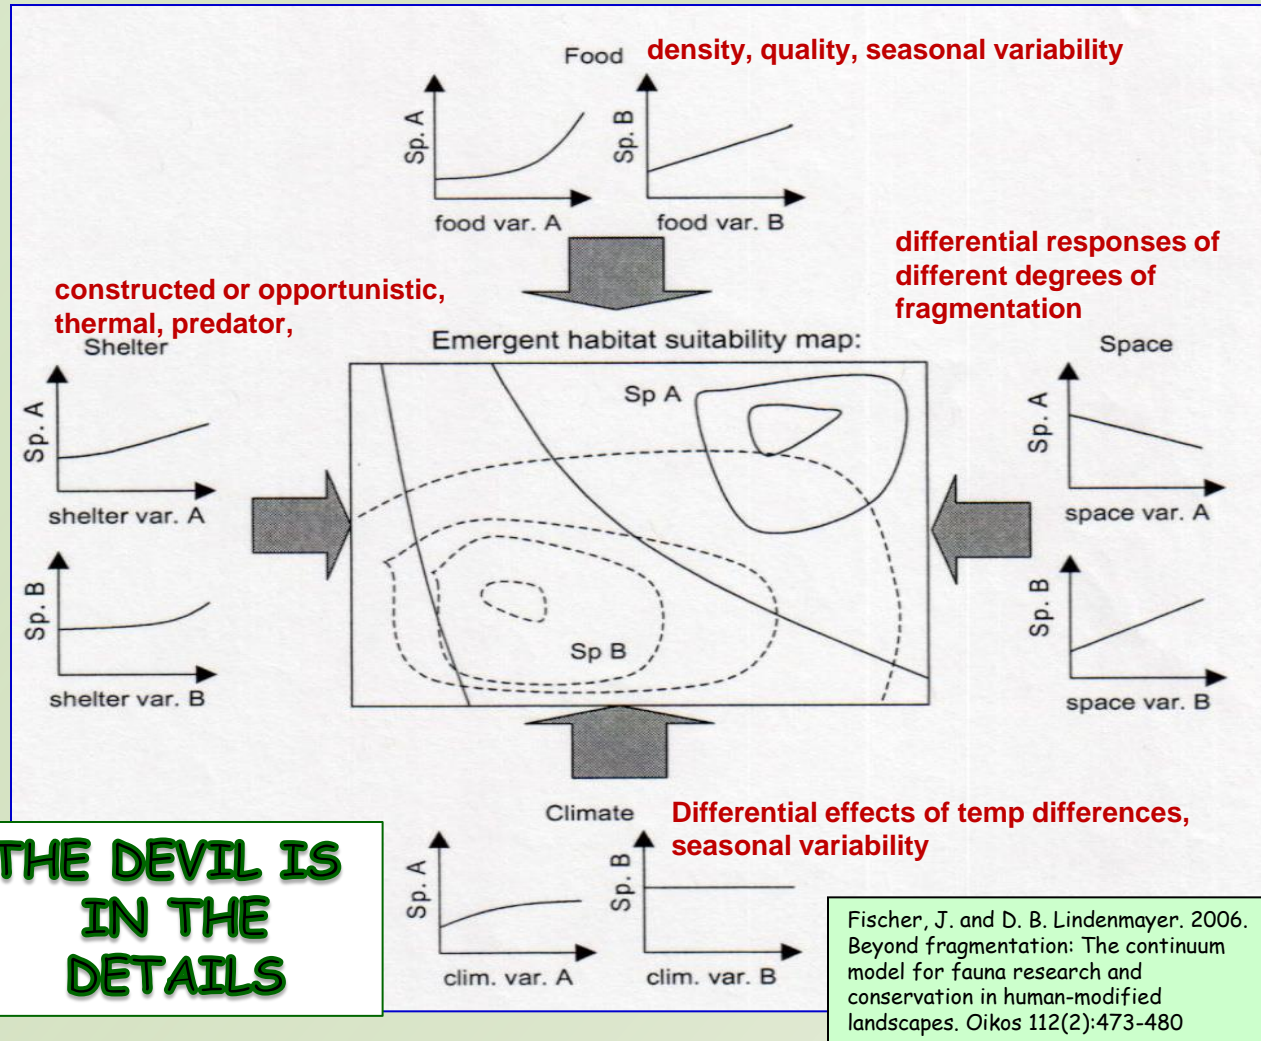 Food
density, quality, seasonal variability
Sp. A
food var. A
Sp. B
food var. B
constructed or opportunistic,
thermal, predator,
Shelter
Sp. A
shelter var. A
Sp. B
shelter var. B
differential responses of
different degrees of
fragmentation
Space
Sp. A
space var. A
Sp. B
space var. B
Emergent habitat suitability map:
Sp A
Sp B
Climate
Differential effects of temp differences,
seasonal variability
Sp. A
clim. var. A
Sp. B
clim. var. B
THE DEVIL IS
IN THE
DETAILS
Fischer, J. and D. B. Lindenmayer. 2006.
Beyond fragmentation: The continuum
model for fauna research and
conservation in human-modified
landscapes. Oikos 112(2):473-480